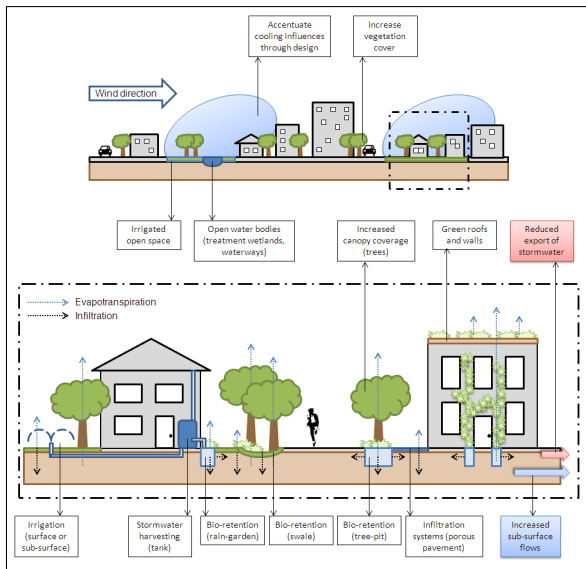 Accentuate
cooling influences
through design
Increase
vegetation
cover
Wind direction
Irrigated
open space
Open water bodies
(treatment wetlands,
waterways)
Increased
canopy coverage
(trees)
Green roofs
and walls
Reduced
export of
stormwater
Evapotranspiration
Infiltration
Irrigation
(surface or
sub-surface)
Stormwater
harvesting
(tank)
Bio-retention
(rain-garden)
Bio-retention
(swale)
Bio-retention
(tree-pit)
Infiltration
systems (porous
pavement)
Increased
sub-surface
flows